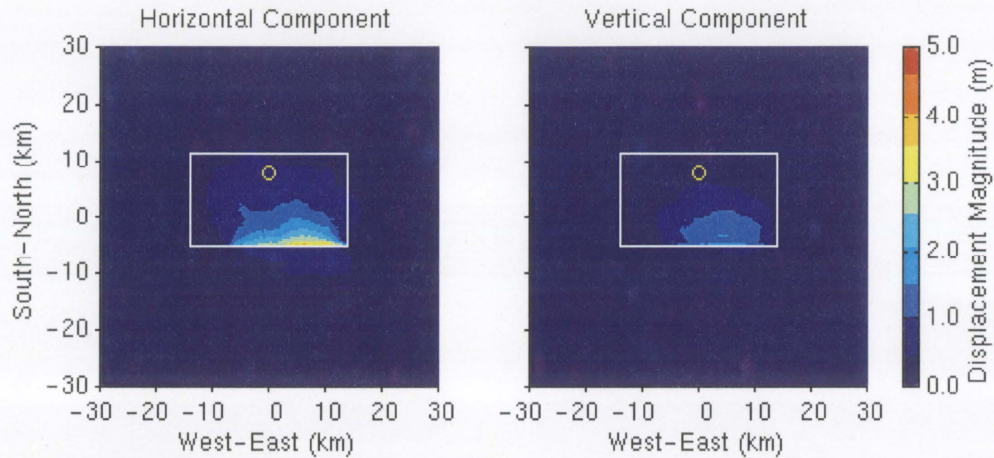 Horizontal Component
Vertical Component
30
20
10
0
-10
-20
-30
South-North (km)
-30 -20 -10 0 10 20 30
West-East (km)
-30 -20 -10 0 10 20 30
West-East (km)
5.0
4.0
3.0
2.0
1.0
0.0
Displacement Magnitude (m)